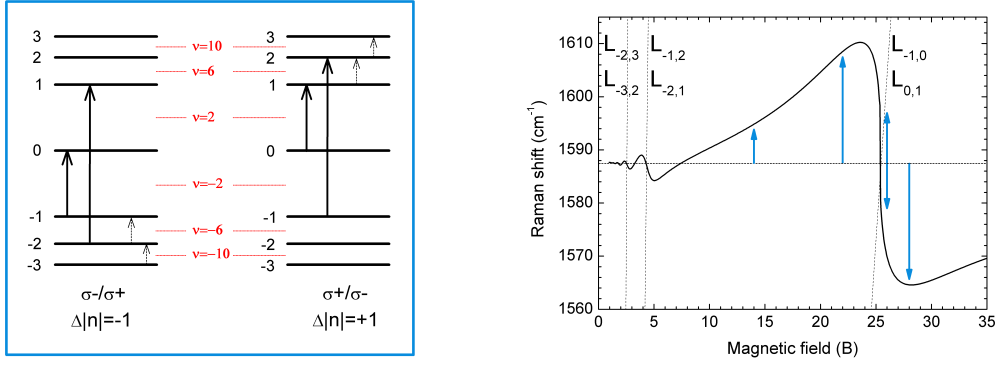 3
2
1
0
-1
-2
-3
ν=10
ν=6
ν=2
ν=-2
ν=-6
ν=-10
3
2
1
0
-1
-2
-3
σ-/σ+
Δ|n|=-1
σ+/σ-
Δ|n|=+1
Raman shift (cm-1)
1610
1600
1590
1580
1570
1560
L-2,3
L-3,2
L-1,2
L-2,1
L-1,0
L0,1
0
5
10
15
20
25
30
35
Magnetic field (B)